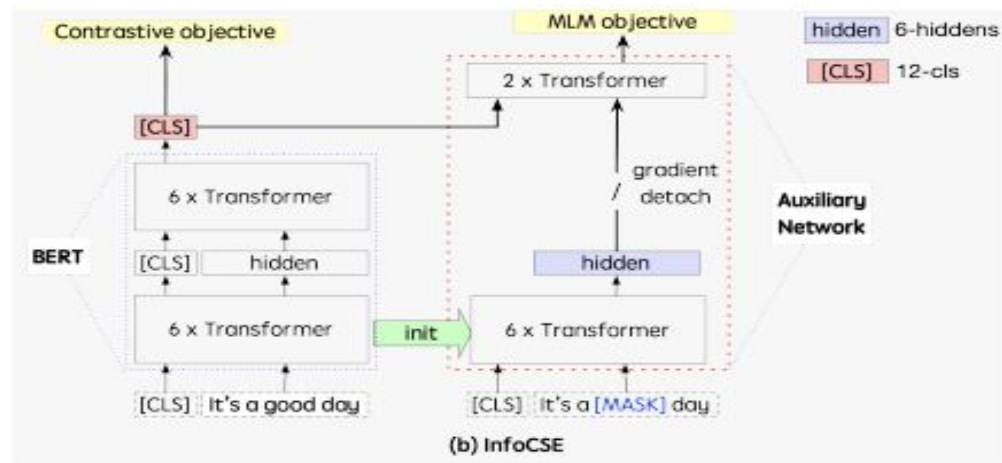 MLM objective
Contrastive objective
hidden 6-hiddens
[CLS] 12-cls
2 x Transformer
[CLS]
gradient
detach
6 x Transformer
Auxiliary
Network
BERT
[CLS] hidden
hidden
6 x Transformer
init
6 x Transformer
[CLS] It's a good day
[CLS] It's a [MASK] day
(b) InfoCSE